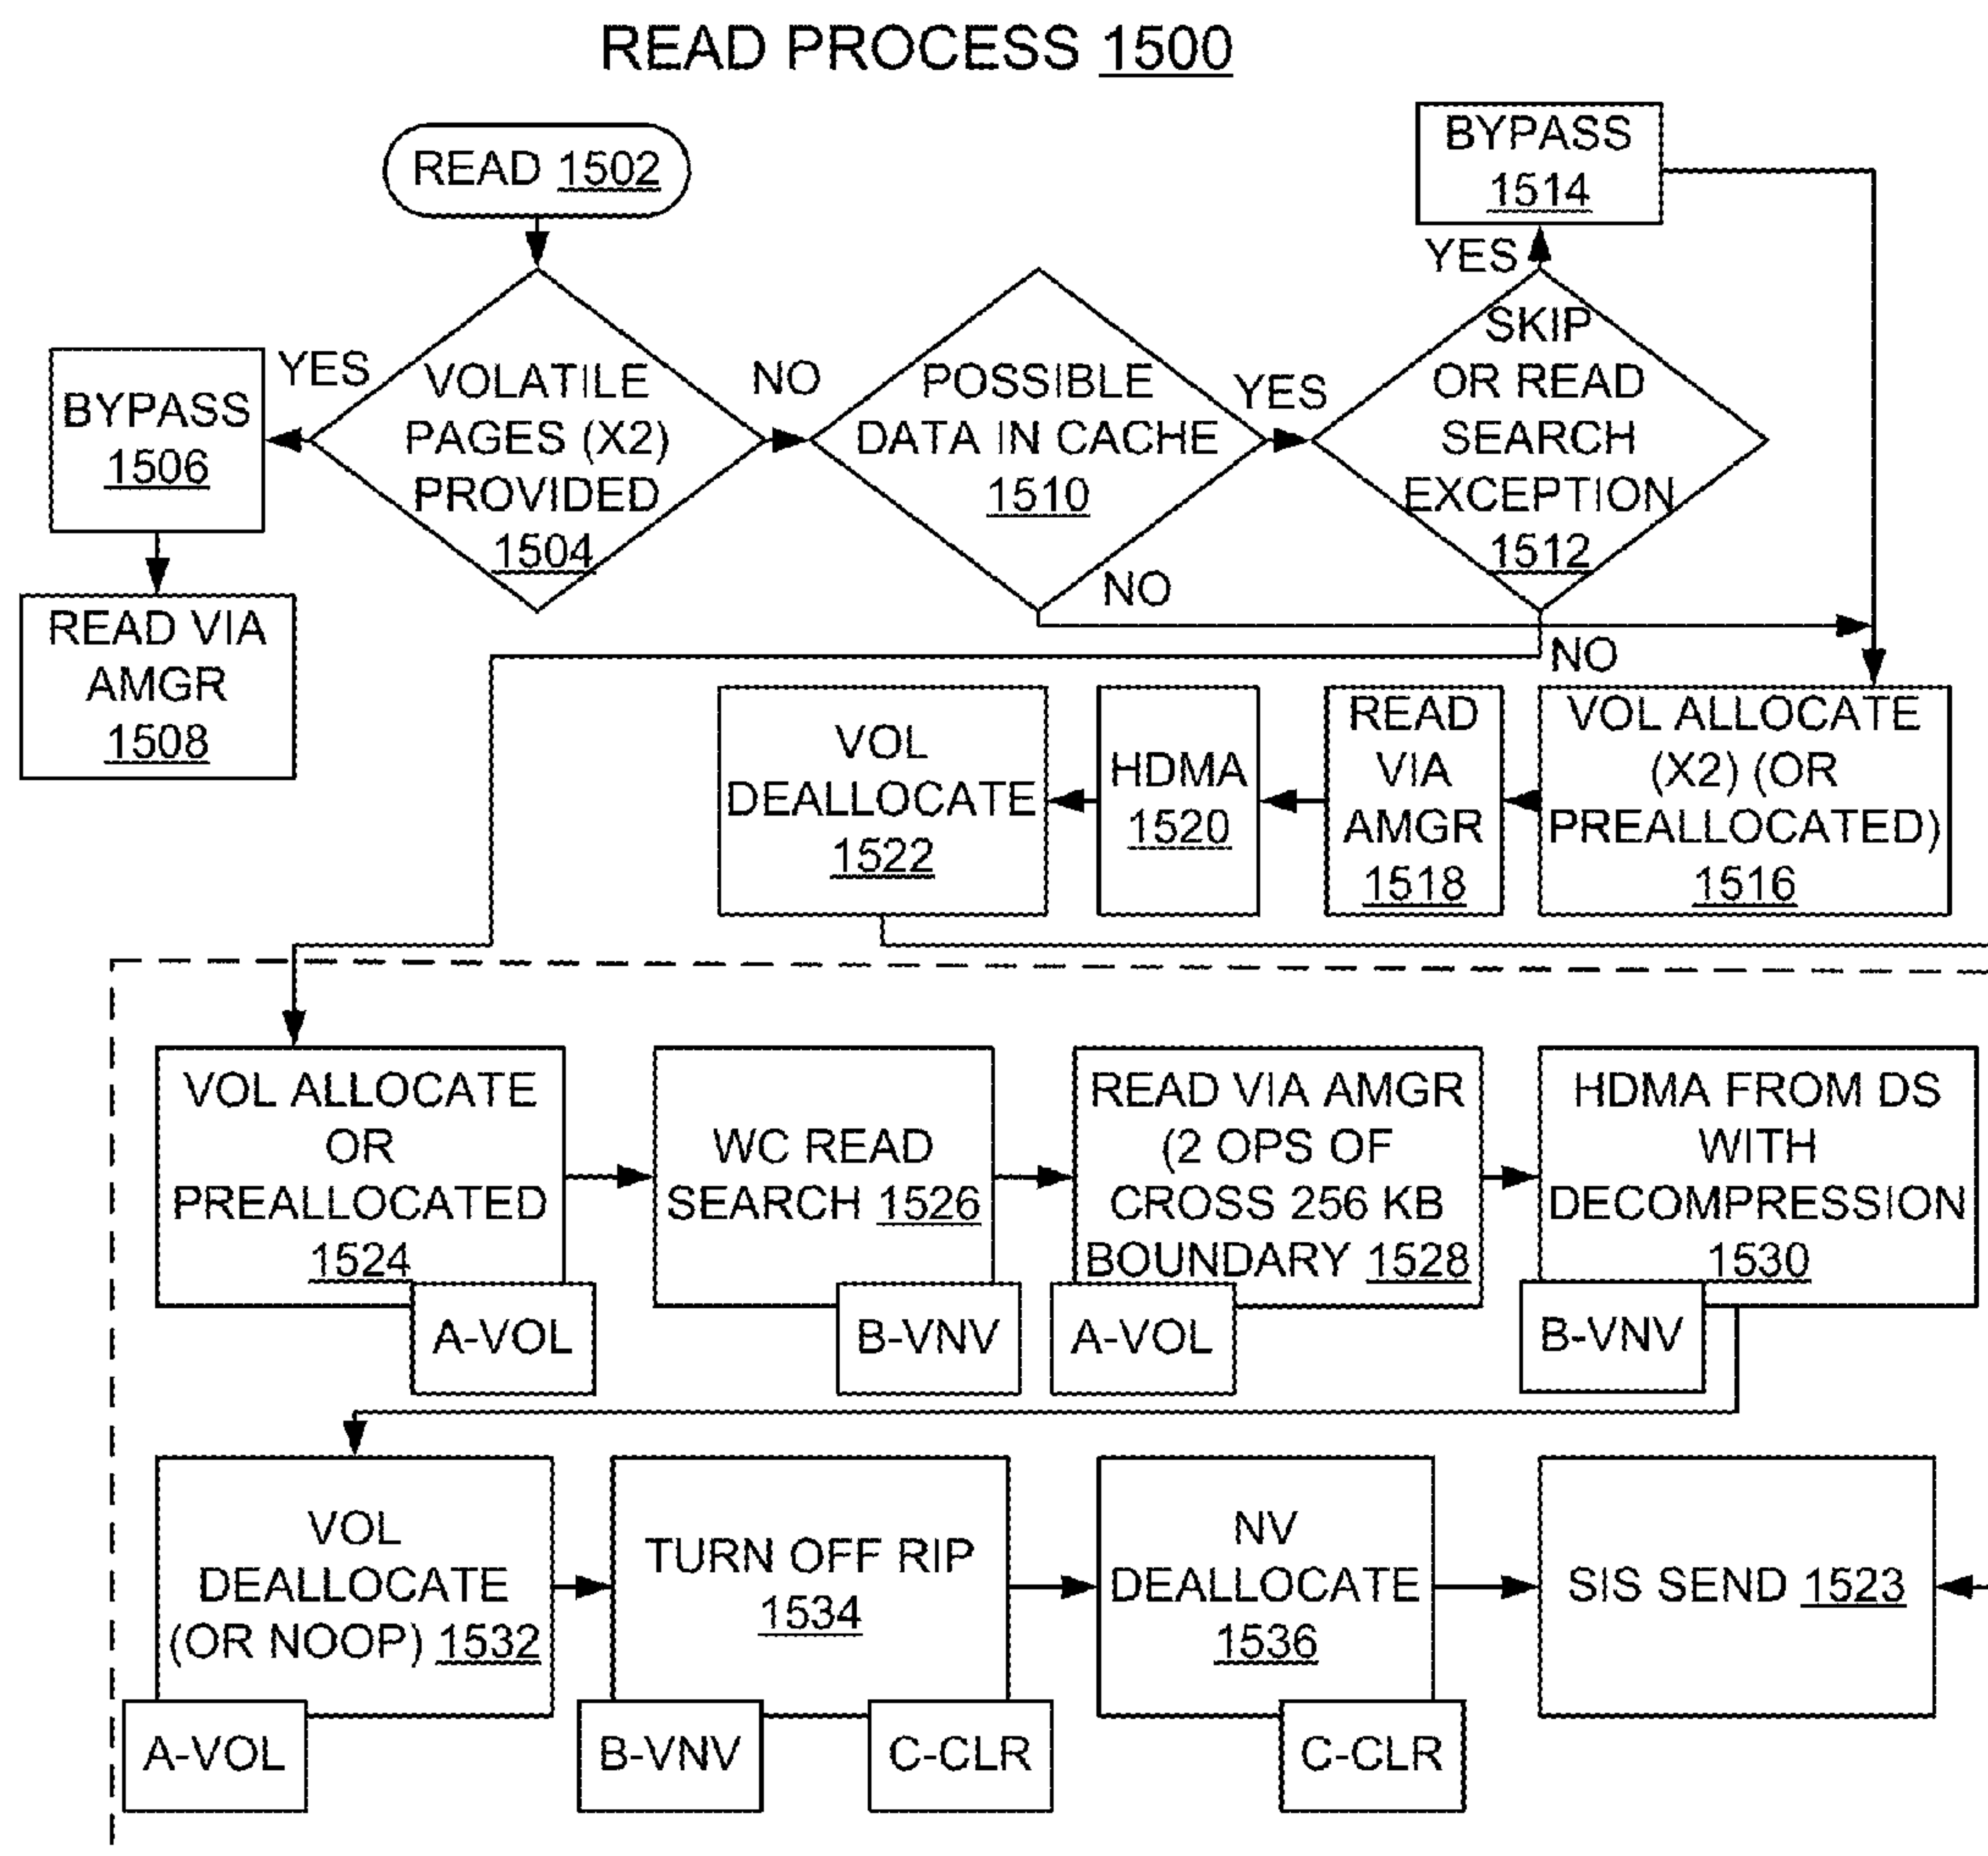 READ PROCESS 1500
READ 1502
BYPASS
1514
YES
YES
BYPASS
1506
VOLATILE
PAGES (X2)
PROVIDED
1504
NO
POSSIBLE
DATA IN CACHE
1510
YES
SKIP
OR READ
SEARCH
EXCEPTION
1512
NO
NO
READ VIA
AMGR
1508
VOL
DEALLOCATE
1522
HDMA
1520
READ
VIA
AMGR
1518
VOL ALLOCATE
(X2) (OR
PREALLOCATED)
1516
VOL ALLOCATE
OR
PREALLOCATED
1524
A-VOL
WC READ
SEARCH 1526
B-VNV
READ VIA AMGR
(2 OPS OF
CROSS 256 KB
BOUNDARY 1528
A-VOL
HDMA FROM DS
WITH
DECOMPRESSION
1530
B-VNV
VOL
DEALLOCATE
(OR NOOP) 1532
A-VOL
TURN OFF RIP
1534
B-VNV
C-CLR
NV
DEALLOCATE
1536
C-CLR
SIS SEND 1523